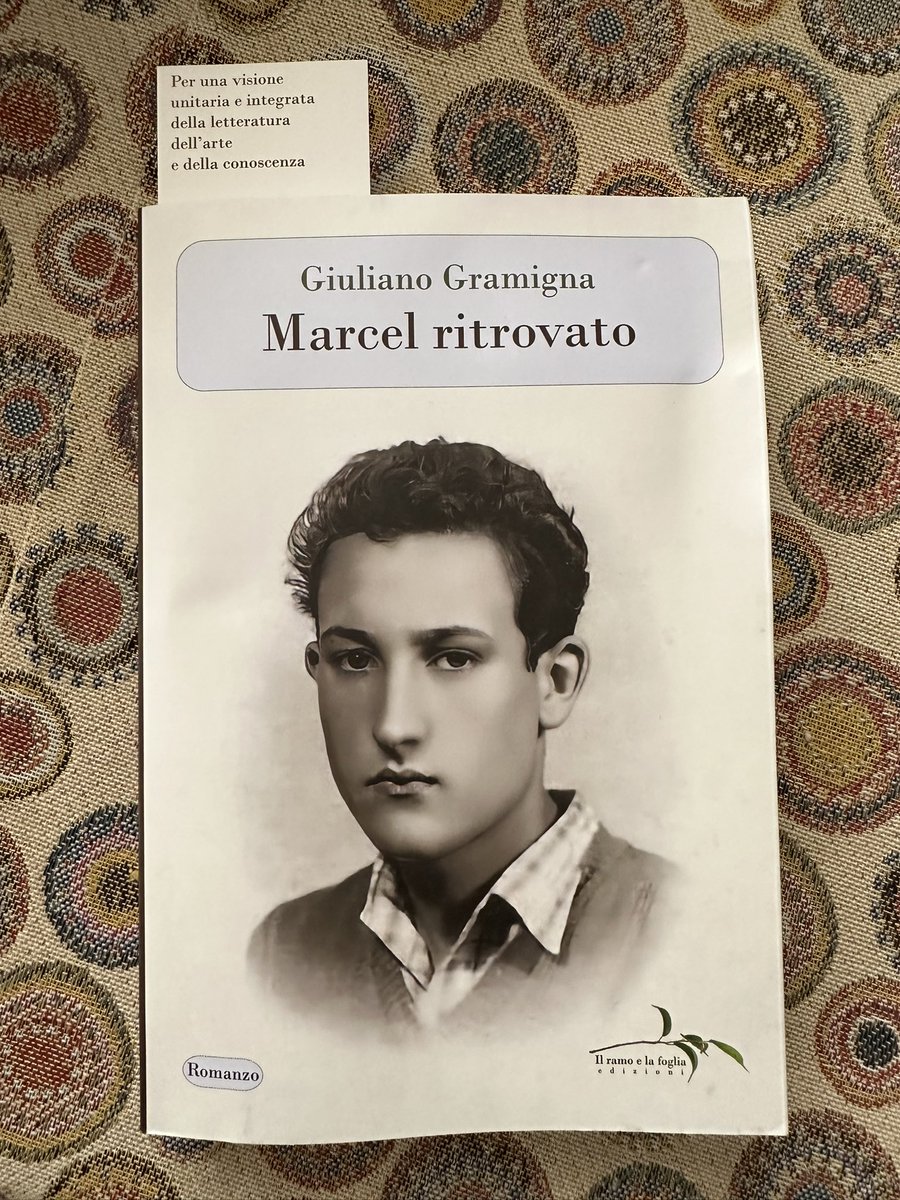 Per una visione
unitaria e integrata
della letteratura
dell'arte
e della conoscenza
Giuliano Gramigna
Marcel ritrovato
Romanzo
Il ramo e la foglia
edizioni